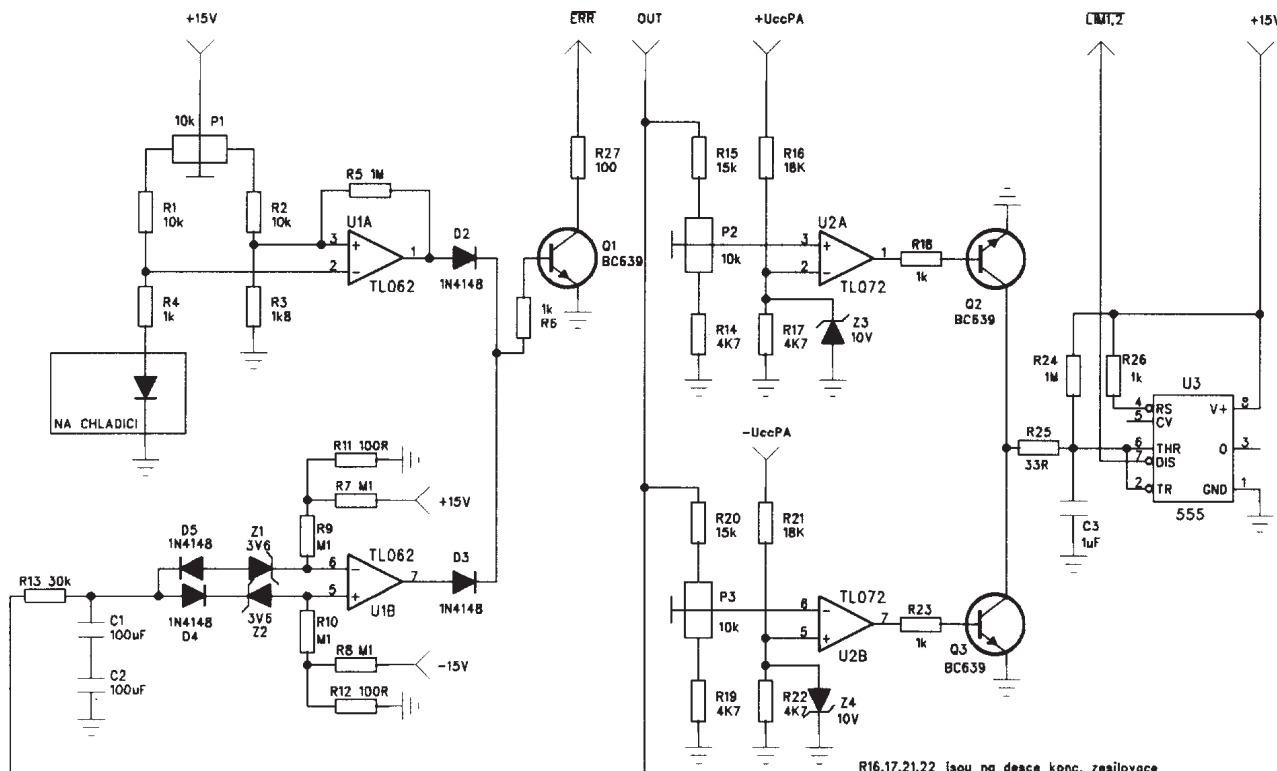 +15V
ERR
OUT
+UccPA
LIM1,2
+15V
10k P1
R1
10k
R2
10k
R5 1M
U1A
3
2
1
TL062
D2
1N4148
R4
1k
R3
1k8
NA CHLADICI
R27
100
Q1
BC639
1k
R6
R15
15k
R16
18K
P2
10k
U2A
3
2
1
TL072
R18
1k
Q2
BC639
R14
4K7
R17
4K7
Z3
10V
R24
1M
R26
1k
U3
4 RS
5 CV
6 THR
7 DIS
2 TR
V+ 8
O 3
GND 1
555
R25
33R
C3
1uF
R11 100R
R7 M1
+15V
R9
M1
D5
1N4148
Z1
3V6
TL062
6
5
7
U1B
D3
1N4148
R13 30k
1N4148
D4
3V6
Z2
R10
M1
R8 M1
-15V
R12 100R
C1
100uF
C2
100uF
-UccPA
R20
15k
R21
18K
P3
10k
TL072
6
5
7
U2B
R23
1k
Q3
BC639
R19
4K7
R22
4K7
Z4
10V
R16,17,21,22 jsou na desce konc. zesilovace